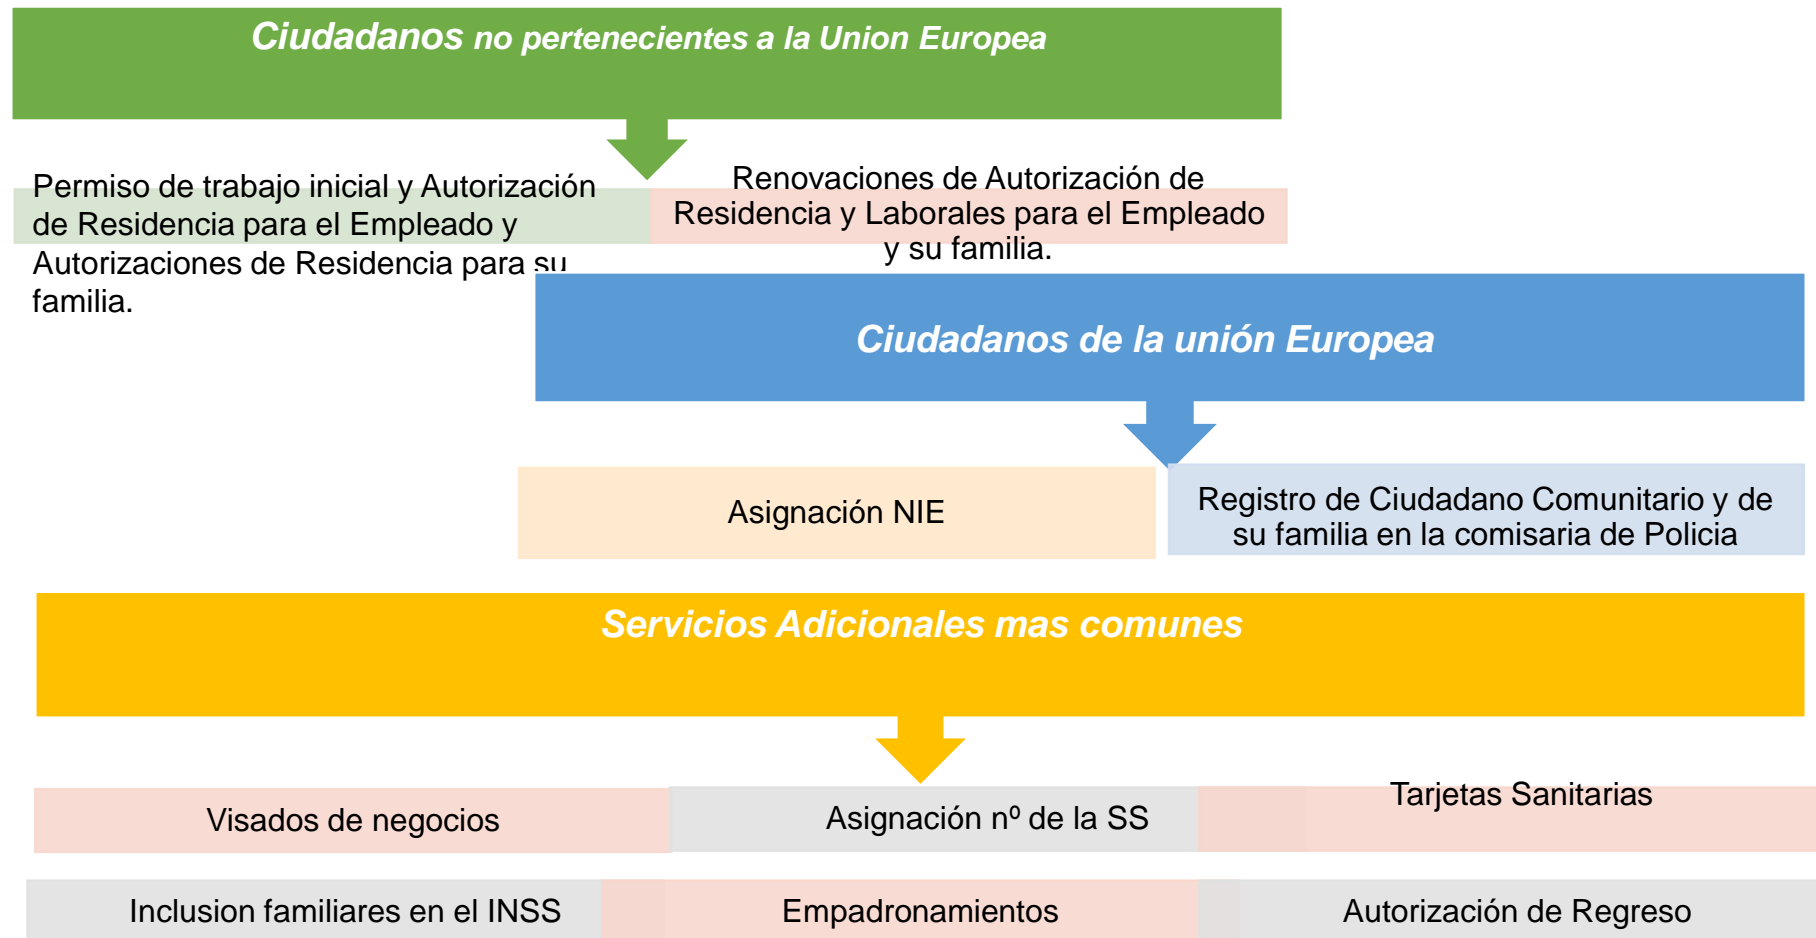 Ciudadanos no pertenecientes a la Union Europea
Permiso de trabajo inicial y Autorización
de Residencia para el Empleado y
Autorizaciones de Residencia para su
familia.
Renovaciones de Autorización de
Residencia y Laborales para el Empleado
y su familia.
Ciudadanos de la unión Europea
Asignación NIE
Registro de Ciudadano Comunitario y de
su familia en la comisaria de Policia
Servicios Adicionales mas comunes
Visados de negocios
Asignación nº de la SS
Tarjetas Sanitarias
Inclusion familiares en el INSS
Empadronamientos
Autorización de Regreso